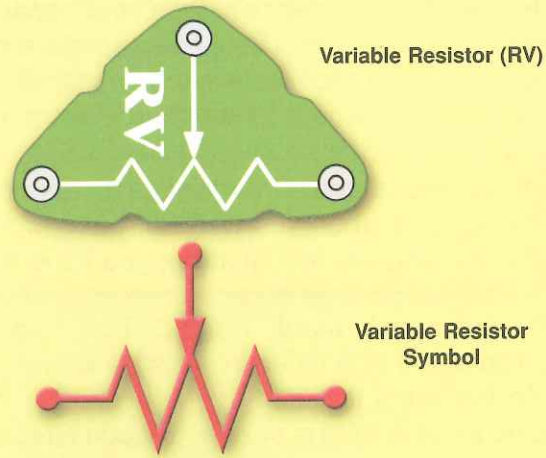 Variable Resistor (RV)
RV
Variable Resistor
Symbol